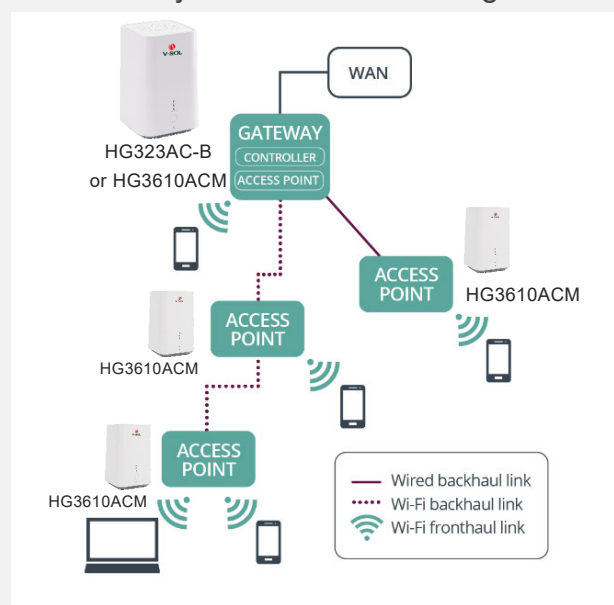 V-SOL
WAN
GATEWAY
CONTROLLER
ACCESS POINT
HG323AC-B
or HG3610ACM
ACCESS
POINT
HG3610ACM
ACCESS
POINT
HG3610ACM
ACCESS
POINT
HG3610ACM
Wired backhaul link
Wi-Fi backhaul link
Wi-Fi fronthaul link